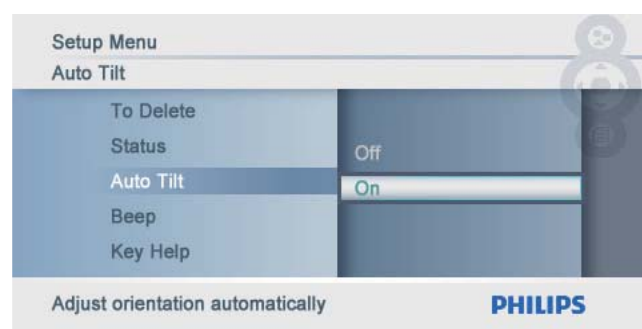 Setup Menu
Auto Tilt
To Delete
Status
Auto Tilt
Beep
Key Help
Off
On
Adjust orientation automatically
PHILIPS